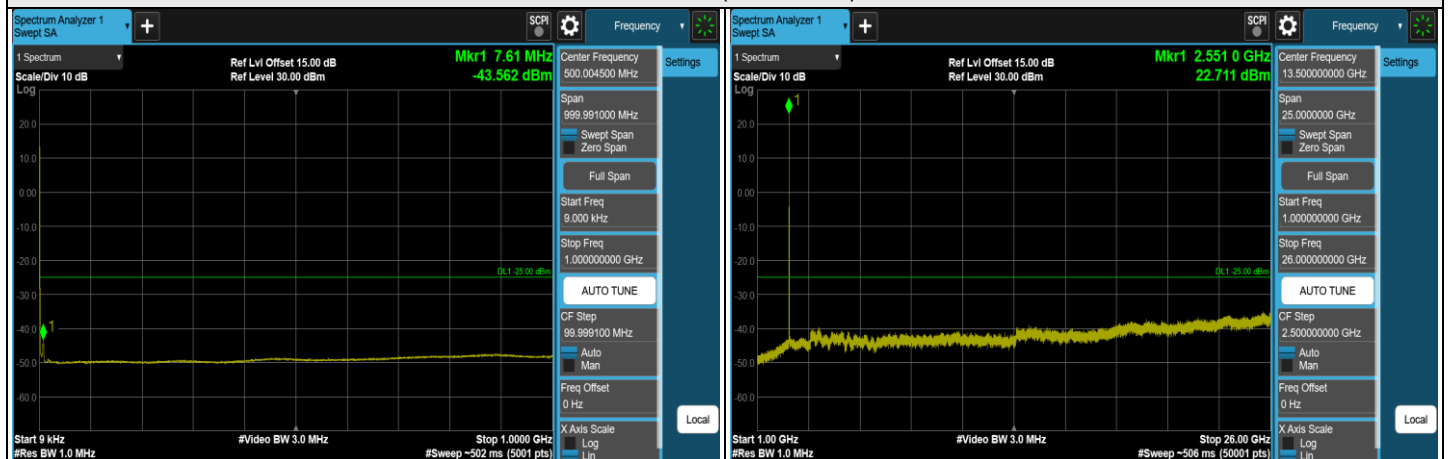 Spectrum Analyzer 1
Swept SA
+
SCPI
Frequency
1 Spectrum
Scale/Div 10 dB
Log
Ref Lvl Offset 15.00 dB
Ref Level 30.00 dBm
Mkr1 7.61 MHz
-43.562 dBm
1
20.0
10.0
0.00
-10.0
-20.0
-30.0
-40.0
-50.0
-60.0
DL1 -25.00 dBm
Start 9 kHz
#Res BW 1.0 MHz
#Video BW 3.0 MHz
Stop 1.0000 GHz
#Sweep ~502 ms (5001 pts)
Center Frequency
500.004500 MHz
Settings
Span
999.991000 MHz
Swept Span
Zero Span
Full Span
Start Freq
9.000 kHz
Stop Freq
1.000000000 GHz
AUTO TUNE
CF Step
99.999100 MHz
Auto
Man
Freq Offset
0 Hz
X Axis Scale
Log
Lin
Local
Spectrum Analyzer 1
Swept SA
+
SCPI
Frequency
1 Spectrum
Scale/Div 10 dB
Log
Ref Lvl Offset 15.00 dB
Ref Level 30.00 dBm
Mkr1 2.551 0 GHz
22.711 dBm
1
20.0
10.0
0.00
-10.0
-20.0
-30.0
-40.0
-50.0
-60.0
DL1 -25.00 dBm
Start 1.00 GHz
#Res BW 1.0 MHz
#Video BW 3.0 MHz
Stop 26.00 GHz
#Sweep ~506 ms (50001 pts)
Center Frequency
13.500000000 GHz
Settings
Span
25.0000000 GHz
Swept Span
Zero Span
Full Span
Start Freq
1.000000000 GHz
Stop Freq
26.000000000 GHz
AUTO TUNE
CF Step
2.500000000 GHz
Auto
Man
Freq Offset
0 Hz
X Axis Scale
Log
Lin
Local